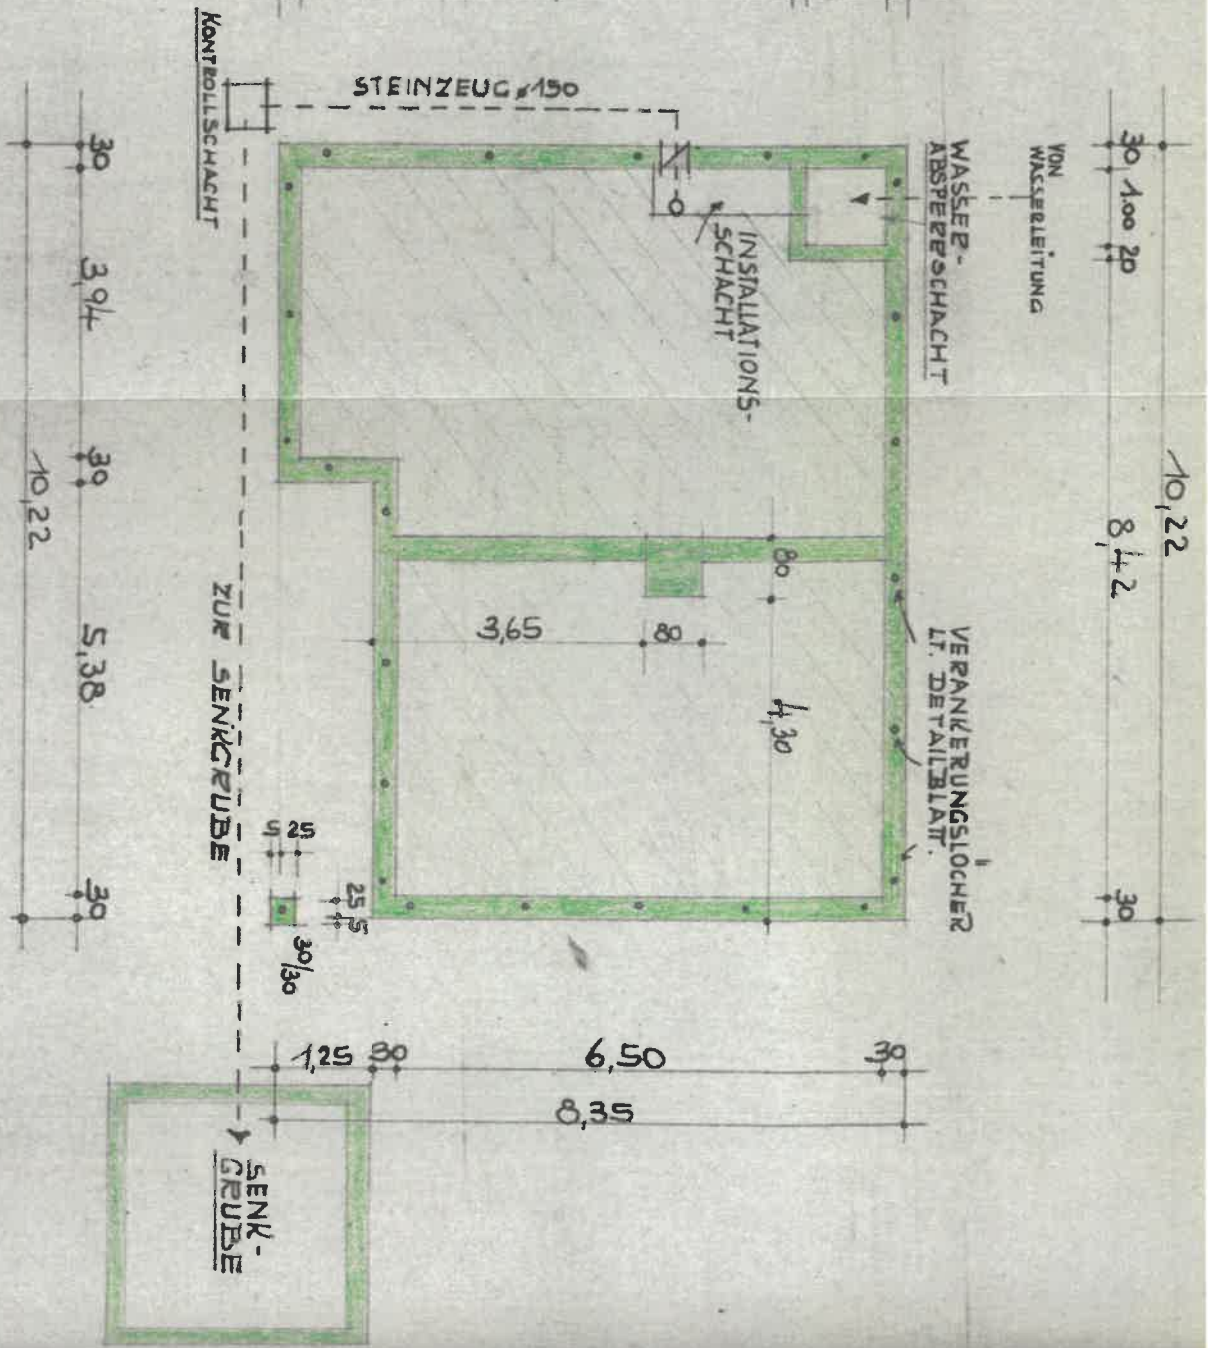 10,22
30 1.00 20 8,42 30
VON
WASSERLEITUNG
WASSER-
ABSPERRSCHACHT
VERANKERUNGSLÖCHER
LT. DETAILBLATT.
INSTALLATIONS-
SCHACHT
80
4,30
3,65
80
STEINZEUG ø150
KONTROLLSCHACHT
ZUR SENKGRUBE
5 25
25 5
30/30
1,25 30 6,50 30
8,35
SENK-
GRUBE
30 3,94 30 5,38 30
10,22